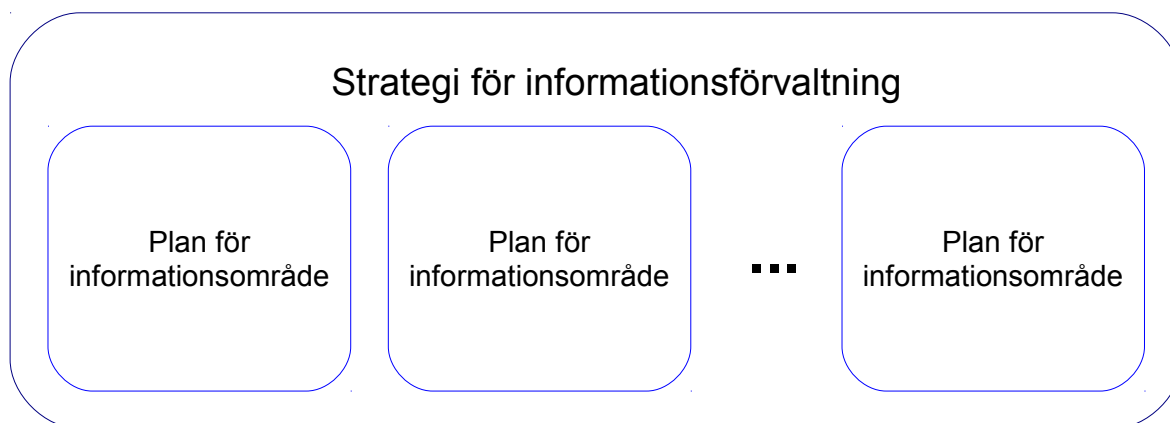 Strategi för informationsförvaltning
Plan för
informationsområde
Plan för
informationsområde
...
Plan för
informationsområde